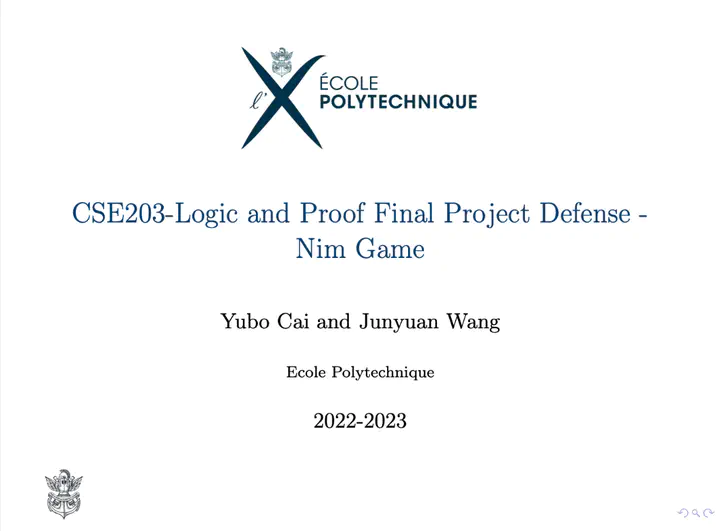 l'X
ÉCOLE
POLYTECHNIQUE
CSE203-Logic and Proof Final Project Defense -
Nim Game
Yubo Cai and Junyuan Wang
Ecole Polytechnique
2022-2023